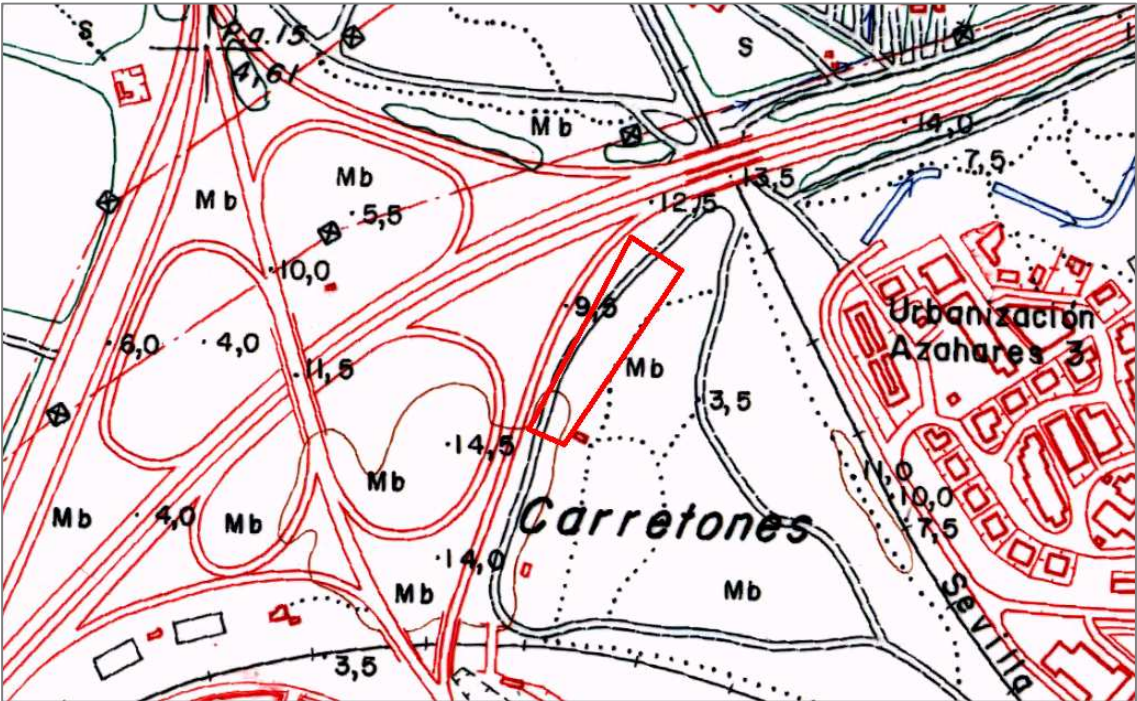 S
P.a.15
4,61
S
Mb
14,0
7,5
13,5
Mb
Mb
5,5
12,5
10,0
9,5
Urbanización
Azahares 3
6,0
4,0
11,5
Mb
3,5
14,5
Mb
11,0
10,0
7,5
Mb
4,0
Mb
Carretones
14,0
Mb
Mb
Sevilla
3,5